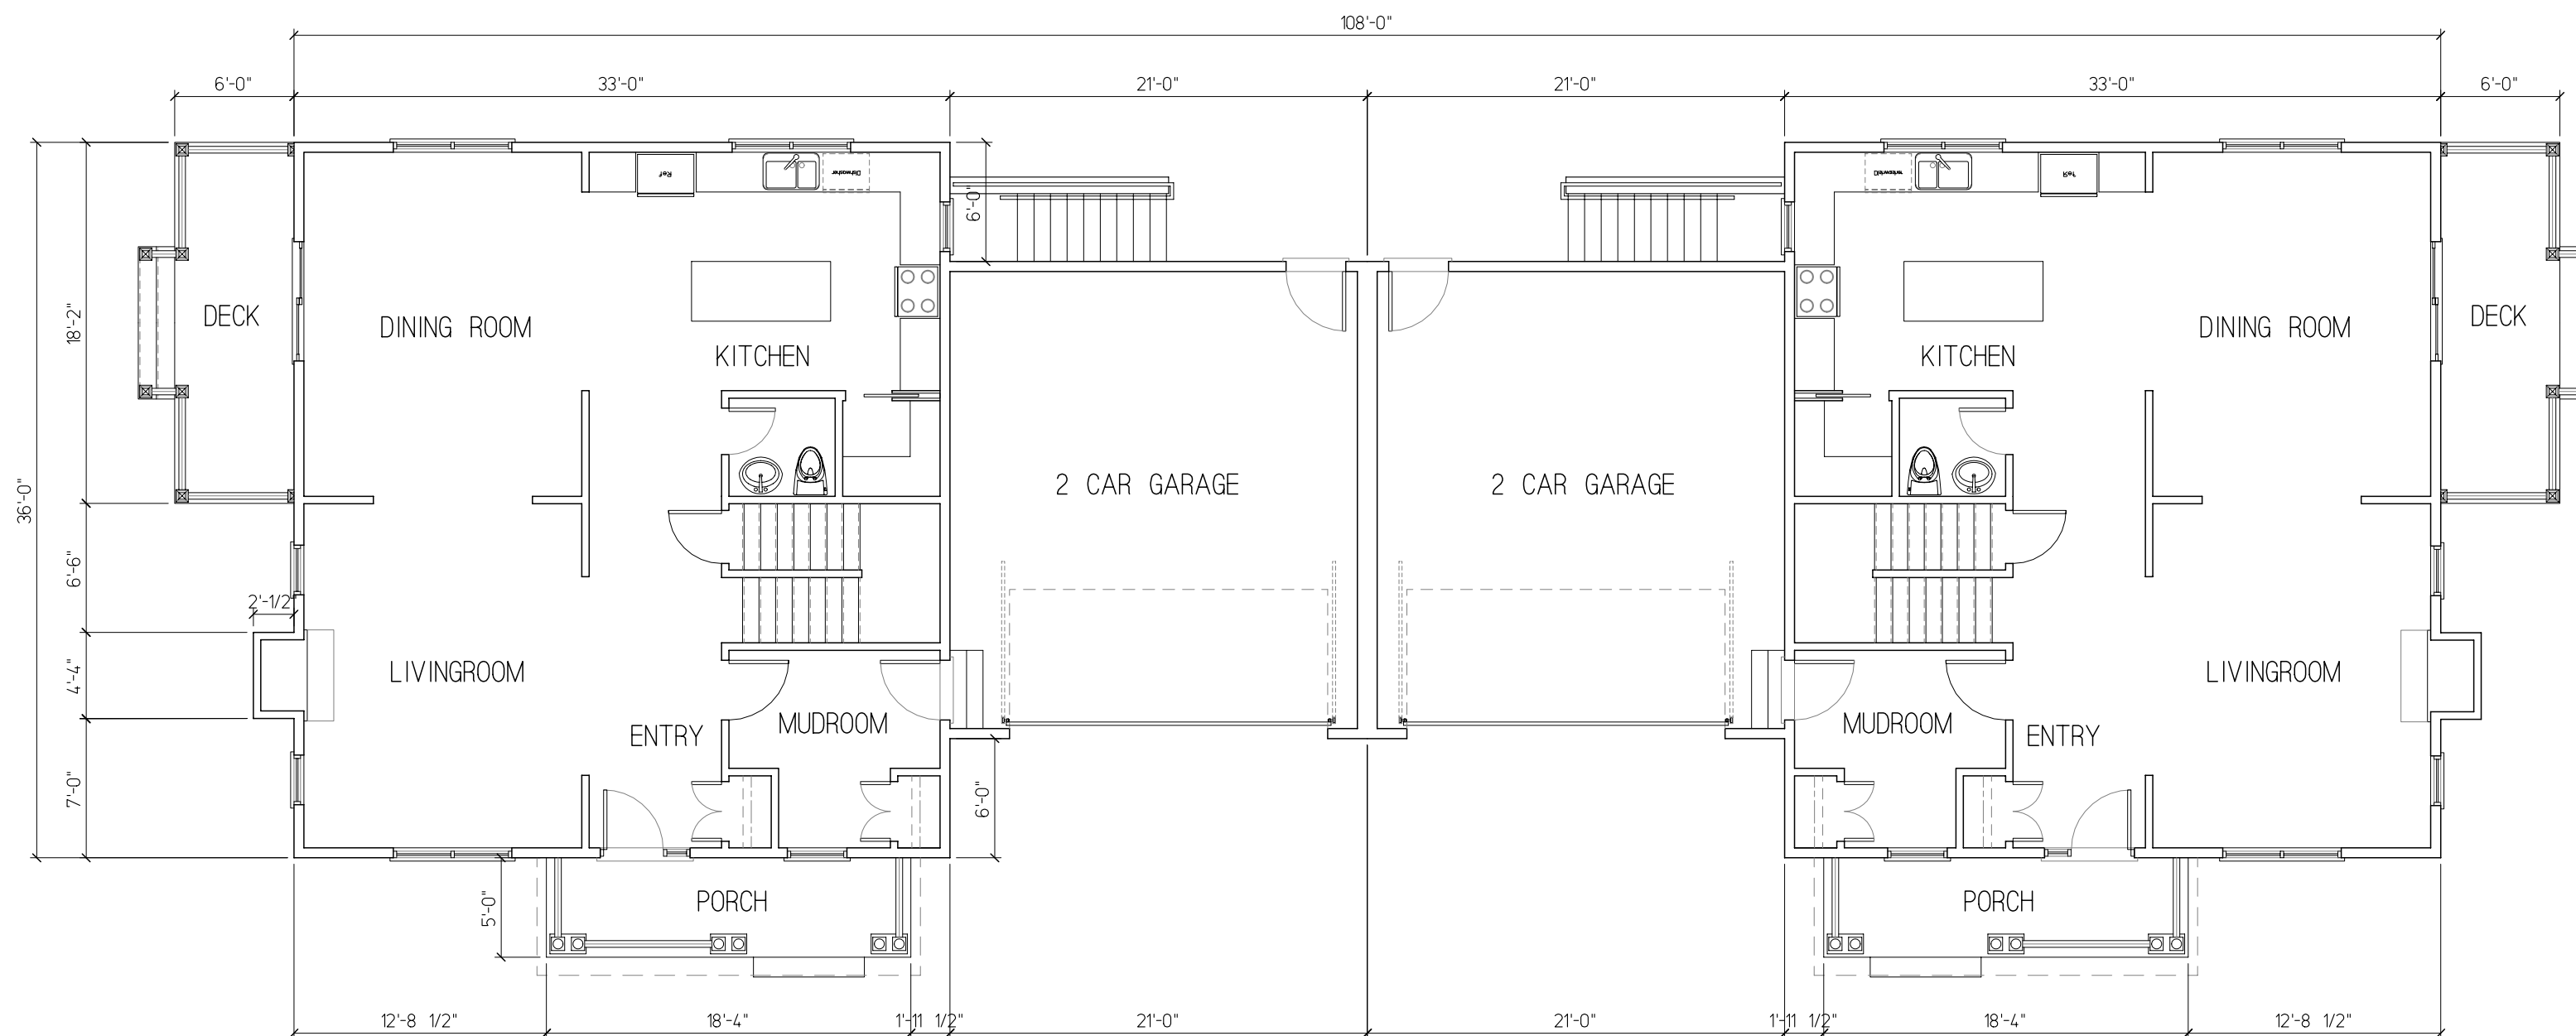 108'-0"
6'-0"
33'-0"
21'-0"
21'-0"
33'-0"
6'-0"
Ref
Dishwasher
6'-0"
Dishwasher
Ref
DECK
DINING ROOM
KITCHEN
KITCHEN
DINING ROOM
DECK
18'-2"
36'-0"
2 CAR GARAGE
2 CAR GARAGE
6'-6"
2'-1/2"
4'-4"
LIVINGROOM
ENTRY
MUDROOM
MUDROOM
ENTRY
LIVINGROOM
7'-0"
6'-0"
5'-0"
PORCH
PORCH
12'-8 1/2"
18'-4"
1'-11 1/2"
21'-0"
21'-0"
1'-11 1/2"
18'-4"
12'-8 1/2"